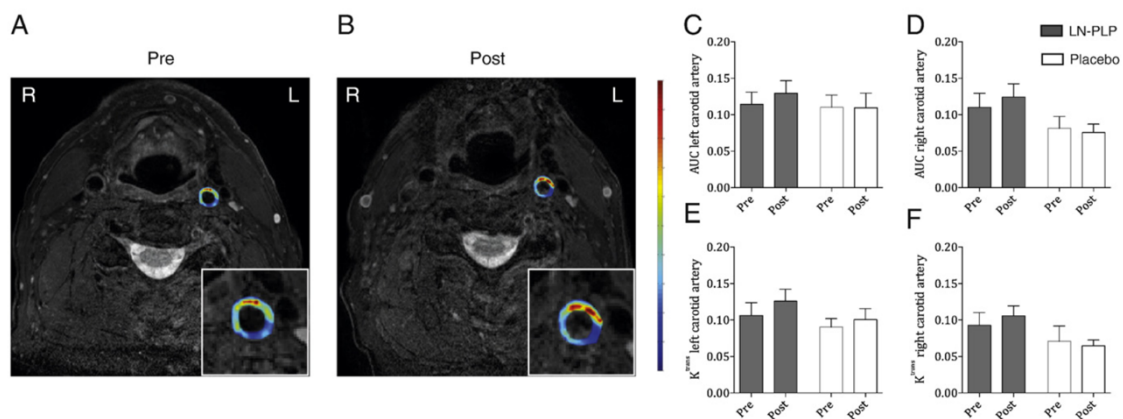 A
Pre
R
L
B
Post
R
L
C
AUC left carotid artery
0.20
0.15
0.10
0.05
0.00
Pre
Post
Pre
Post
D
LN-PLP
Placebo
AUC right carotid artery
0.20
0.15
0.10
0.05
0.00
Pre
Post
Pre
Post
E
Ktrans left carotid artery
0.20
0.15
0.10
0.05
0.00
Pre
Post
Pre
Post
F
Ktrans right carotid artery
0.20
0.15
0.10
0.05
0.00
Pre
Post
Pre
Post